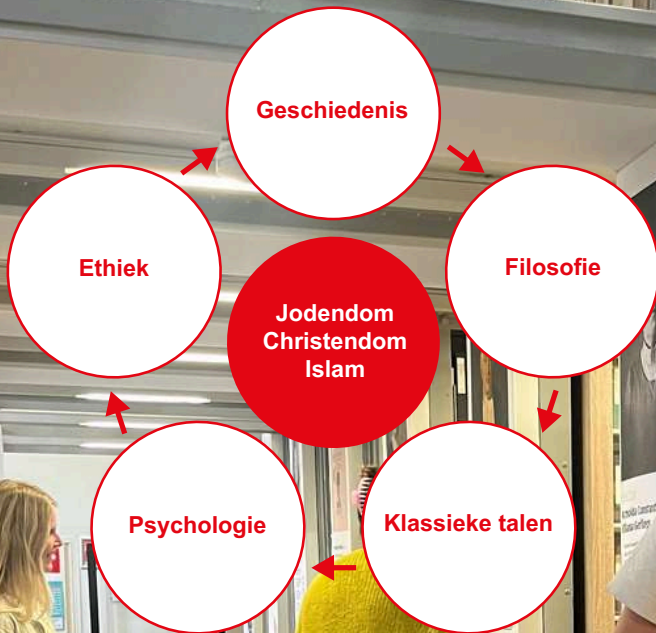 Geschiedenis
Filosofie
Klassieke talen
Psychologie
Ethiek
Jodendom
Christendom
Islam